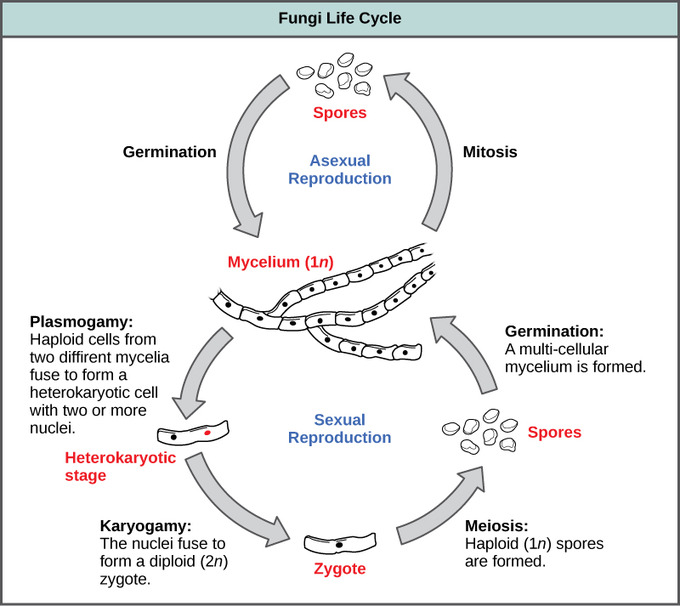 Fungi Life Cycle
Spores
Germination
Mitosis
Asexual
Reproduction
Mycelium (1n)
Plasmogamy:
Haploid cells from
two diffirent mycelia
fuse to form a
heterokaryotic cell
with two or more
nuclei.
Germination:
A multi-cellular
mycelium is formed.
Sexual
Reproduction
Spores
Heterokaryotic
stage
Karyogamy:
The nuclei fuse to
form a diploid (2n)
zygote.
Zygote
Meiosis:
Haploid (1n) spores
are formed.